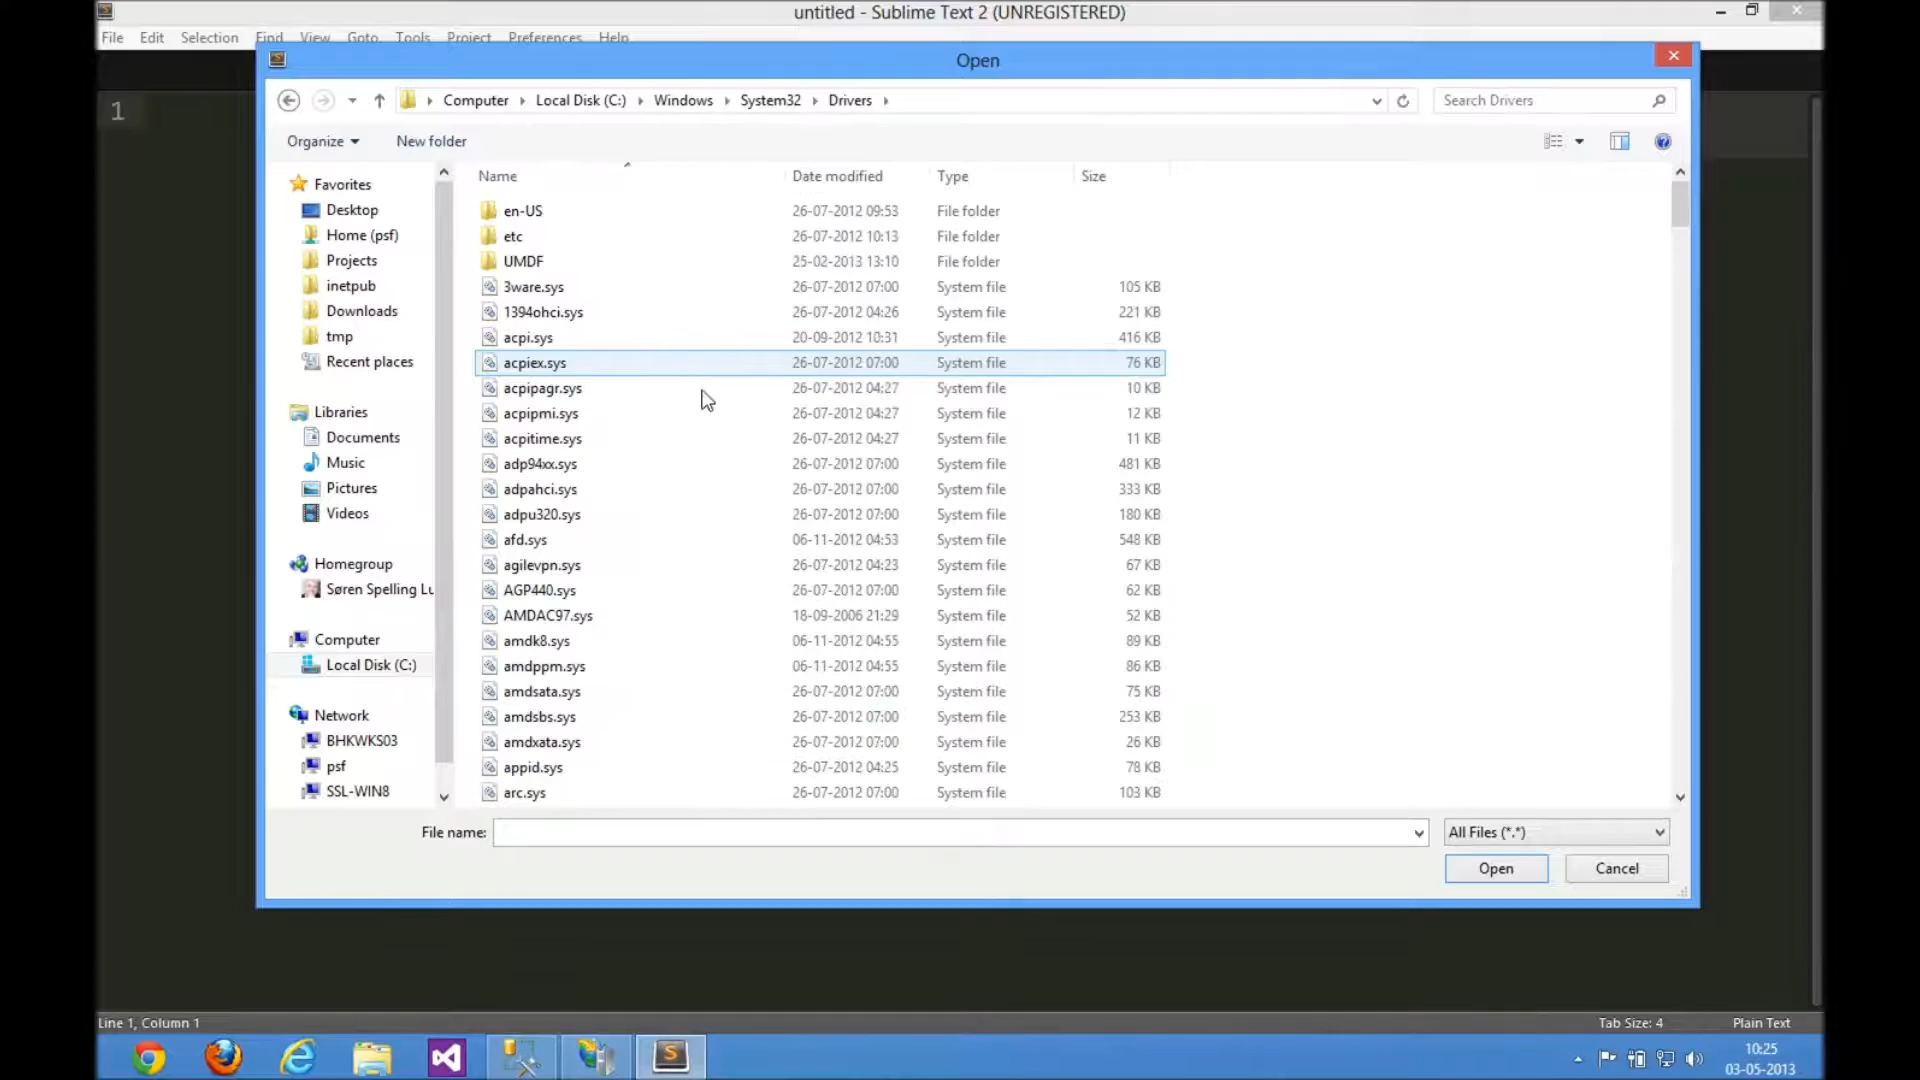 untitled - Sublime Text 2 (UNREGISTERED)
File Edit Selection Find View Goto Tools Project Preferences Help
Open
Computer Local Disk (C:) Windows System32 Drivers
Search Drivers
Organize New folder
Name Date modified Type Size
1
Favorites
Desktop
Home (psf)
Projects
inetpub
Downloads
tmp
Recent places
Libraries
Documents
Music
Pictures
Videos
Homegroup
Søren Spelling Lu
Computer
Local Disk (C:)
Network
BHKWKS03
psf
SSL-WIN8
en-US 26-07-2012 09:53 File folder
etc 26-07-2012 10:13 File folder
UMDF 25-02-2013 13:10 File folder
3ware.sys 26-07-2012 07:00 System file 105 KB
1394ohci.sys 26-07-2012 04:26 System file 221 KB
acpi.sys 20-09-2012 10:31 System file 416 KB
acpiex.sys 26-07-2012 07:00 System file 76 KB
acpipagr.sys 26-07-2012 04:27 System file 10 KB
acpipmi.sys 26-07-2012 04:27 System file 12 KB
acpitime.sys 26-07-2012 04:27 System file 11 KB
adp94xx.sys 26-07-2012 07:00 System file 481 KB
adpahci.sys 26-07-2012 07:00 System file 333 KB
adpu320.sys 26-07-2012 07:00 System file 180 KB
afd.sys 06-11-2012 04:53 System file 548 KB
agilevpn.sys 26-07-2012 04:23 System file 67 KB
AGP440.sys 26-07-2012 07:00 System file 62 KB
AMDAC97.sys 18-09-2006 21:29 System file 52 KB
amdk8.sys 06-11-2012 04:55 System file 89 KB
amdppm.sys 06-11-2012 04:55 System file 86 KB
amdsata.sys 26-07-2012 07:00 System file 75 KB
amdsbs.sys 26-07-2012 07:00 System file 253 KB
amdxata.sys 26-07-2012 07:00 System file 26 KB
appid.sys 26-07-2012 04:25 System file 78 KB
arc.sys 26-07-2012 07:00 System file 103 KB
File name: All Files (*.*)
Open Cancel
Line 1, Column 1 Tab Size: 4 Plain Text
10:25
03-05-2013